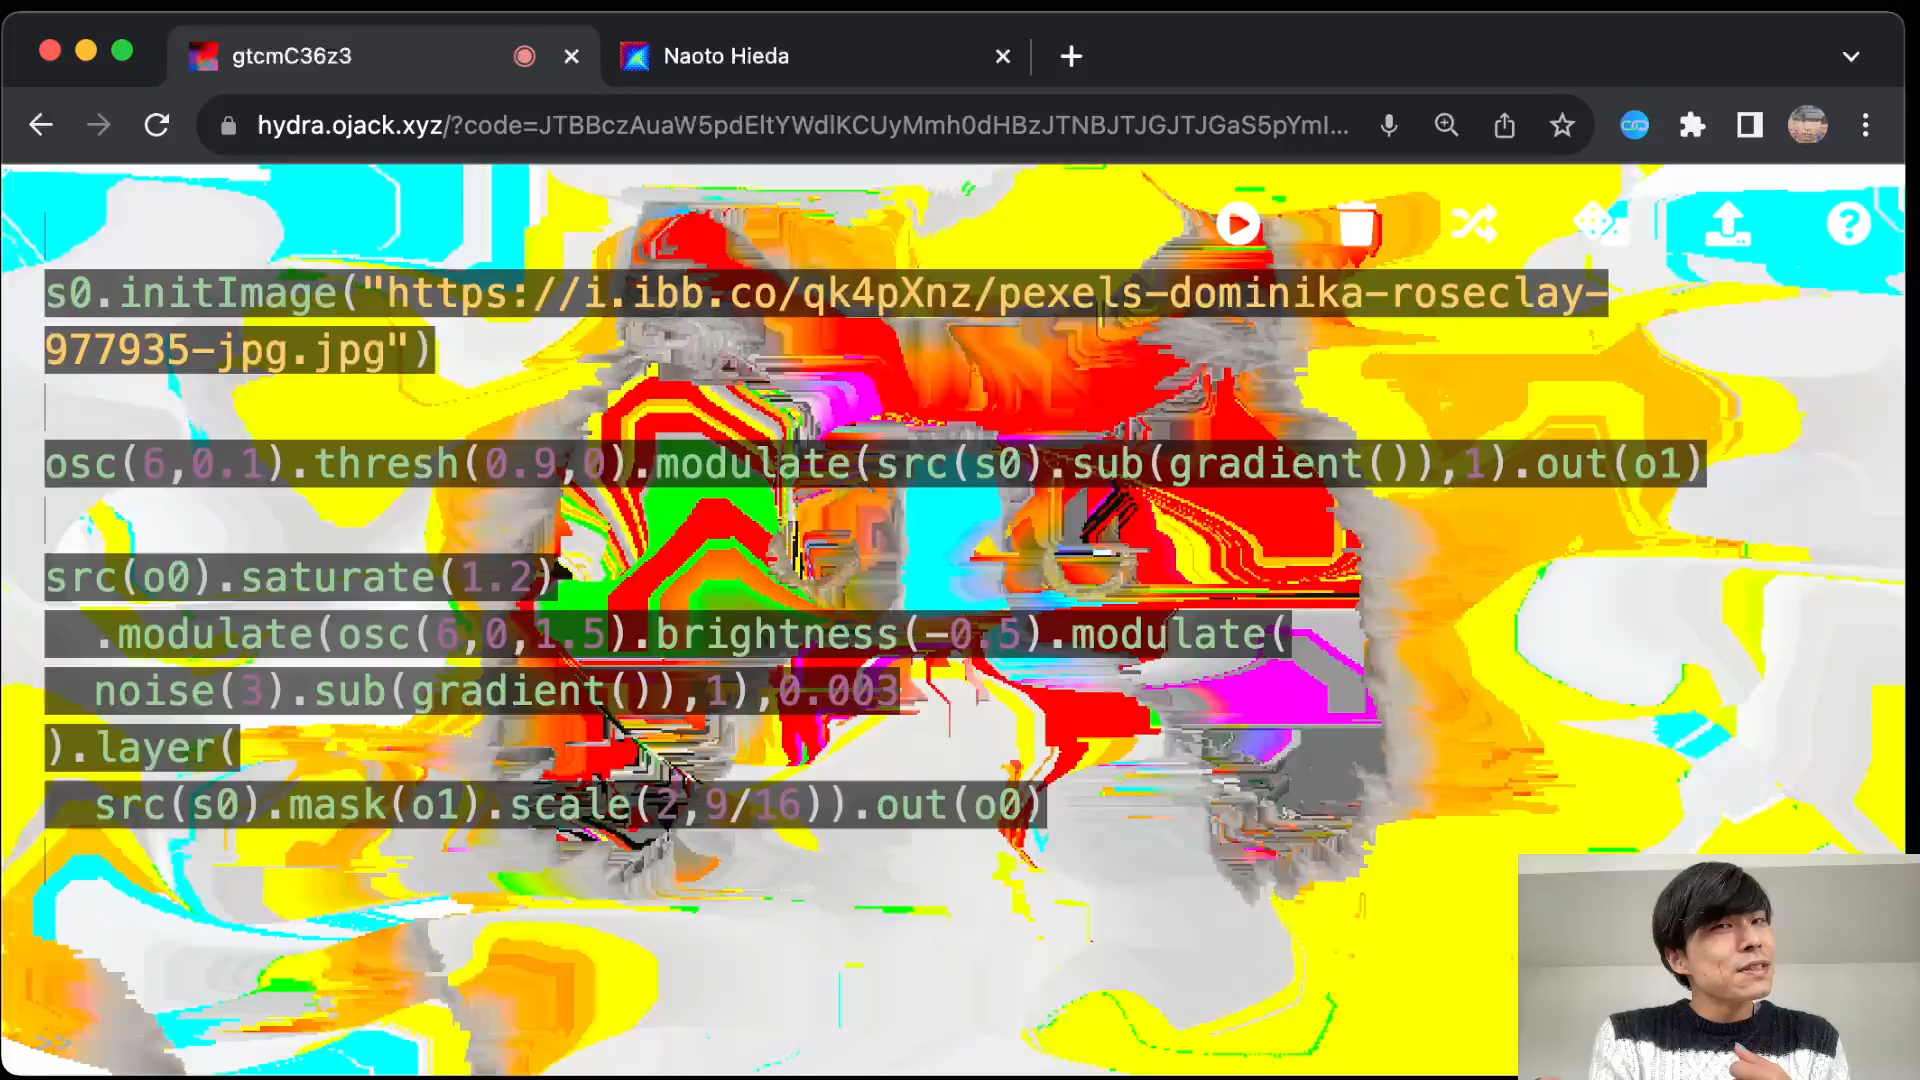 gtcmC36z3
Naoto Hieda
hydra.ojack.xyz/?code=JTBBczAuaW5pdEltYWdlKCUyMmh0dHBzJTNBJTJGJTJGaS5pYmI...
s0.initImage("https://i.ibb.co/qk4pXnz/pexels-dominika-roseclay-
977935-jpg.jpg")
osc(6,0.1).thresh(0.9,0).modulate(src(s0).sub(gradient()),1).out(o1)
src(o0).saturate(1.2)
.modulate(osc(6,0,1.5).brightness(-0.5).modulate(
noise(3).sub(gradient()),1),0.003
).layer(
src(s0).mask(o1).scale(2,9/16)).out(o0)